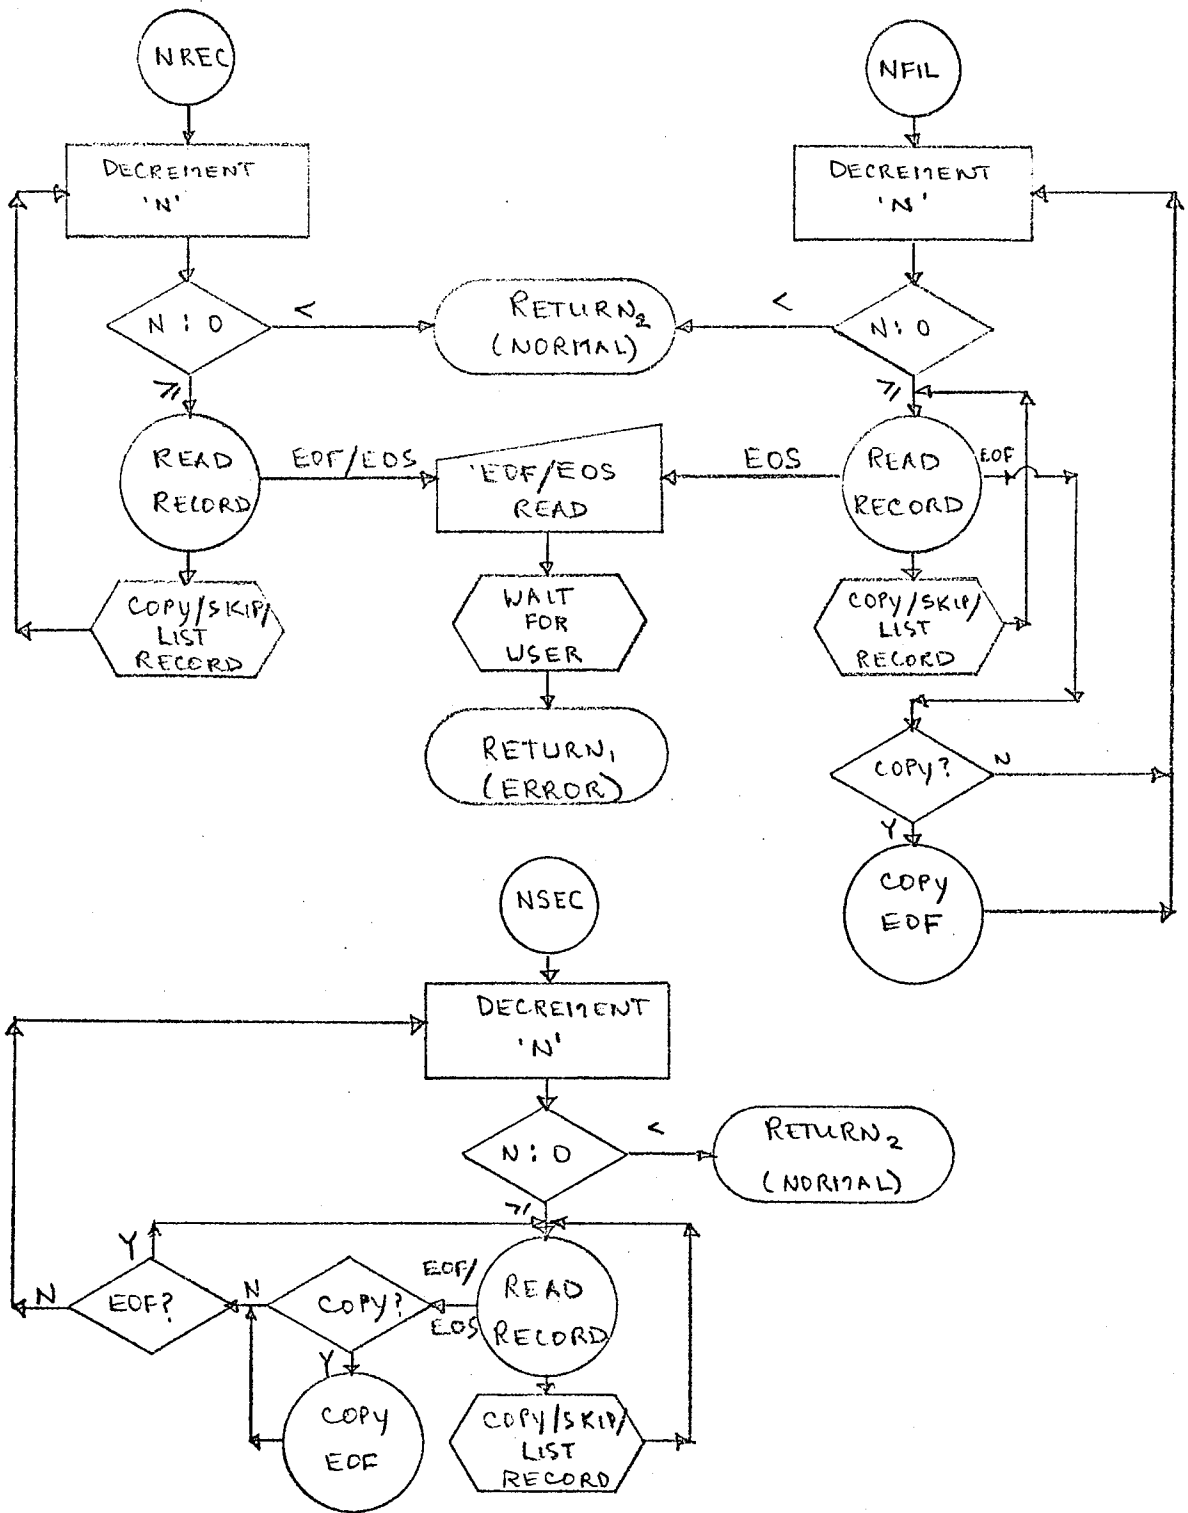 NREC
DECREMENT
'N'
N : 0
<
≥
READ
RECORD
EOF/EOS
COPY/SKIP/
LIST
RECORD
RETURN₂
(NORMAL)
'EOF/EOS
READ
WAIT
FOR
USER
RETURN₁
(ERROR)
NFIL
DECREMENT
'N'
N : 0
<
≥
READ
RECORD
EOS
EOF
COPY/SKIP/
LIST
RECORD
COPY?
N
Y
COPY
EOF
NSEC
DECREMENT
'N'
N : 0
<
RETURN₂
(NORMAL)
≥
READ
RECORD
EOF/
EOS
COPY?
N
Y
COPY
EOF
EOF?
Y
N
COPY/SKIP/
LIST
RECORD